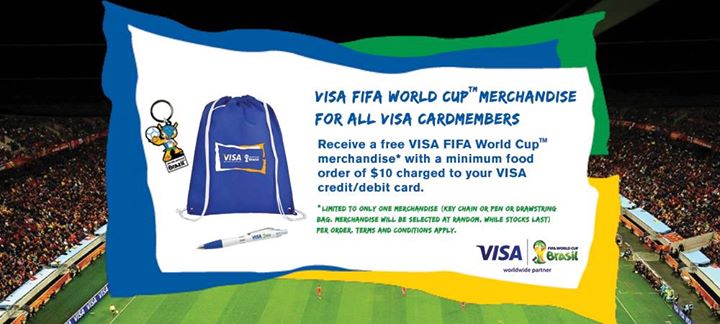 VISA FIFA WORLD CUP™ MERCHANDISE
FOR ALL VISA CARDMEMBERS
Receive a free VISA FIFA World Cup™
merchandise* with a minimum food
order of $10 charged to your VISA
credit/debit card.
*LIMITED TO ONLY ONE MERCHANDISE (KEY CHAIN OR PEN OR DRAWSTRING
BAG. MERCHANDISE WILL BE SELECTED AT RANDOM. WHILE STOCKS LAST)
PER ORDER. TERMS AND CONDITIONS APPLY.
VISA
BRASIL
VISA
FIFA WORLD CUP
Brasil
worldwide partner